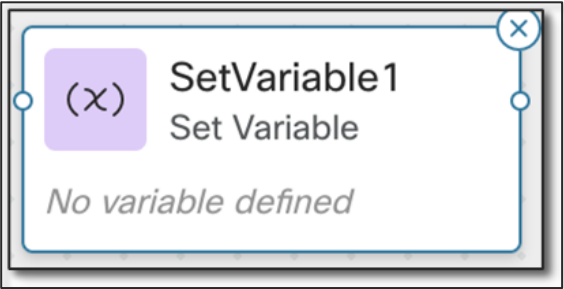 (x)
SetVariable1
Set Variable
No variable defined